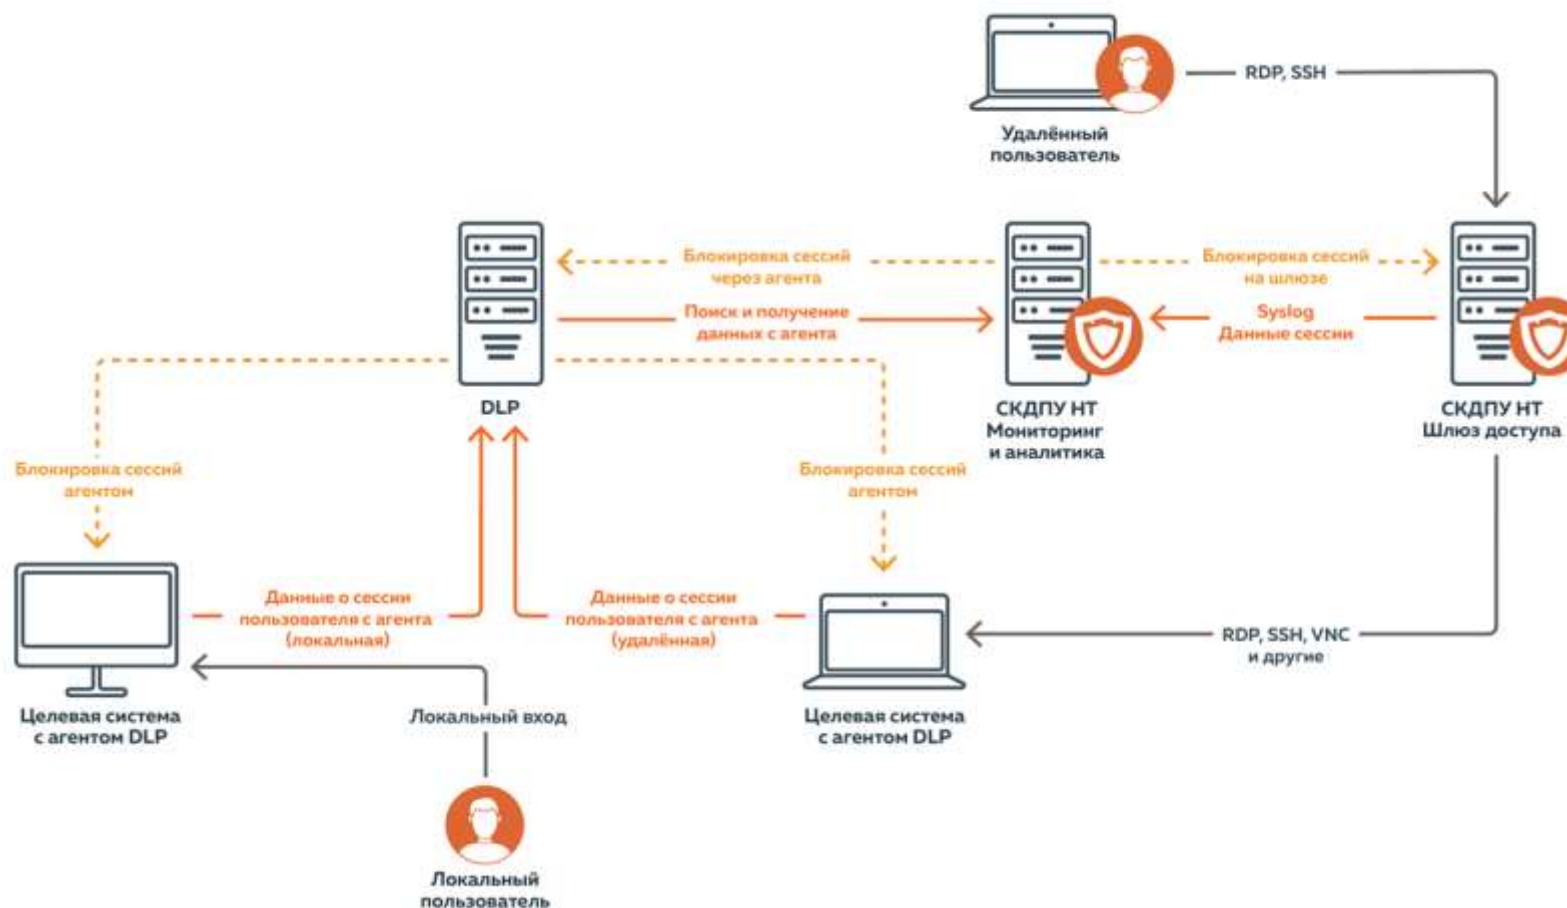 RDP, SSH
Удалённый
пользователь
Блокировка сессий
через агента
Блокировка сессий
на шлюзе
Поиск и получение
данных с агента
Syslog
Данные сессии
DLP
СКДПУ НТ
Мониторинг
и аналитика
СКДПУ НТ
Шлюз доступа
Блокировка сессий
агентом
Блокировка сессий
агентом
Данные о сессии
пользователя с агента
(локальная)
Данные о сессии
пользователя с агента
(удалённая)
RDP, SSH, VNC
и другие
Целевая система
с агентом DLP
Локальный вход
Целевая система
с агентом DLP
Локальный
пользователь